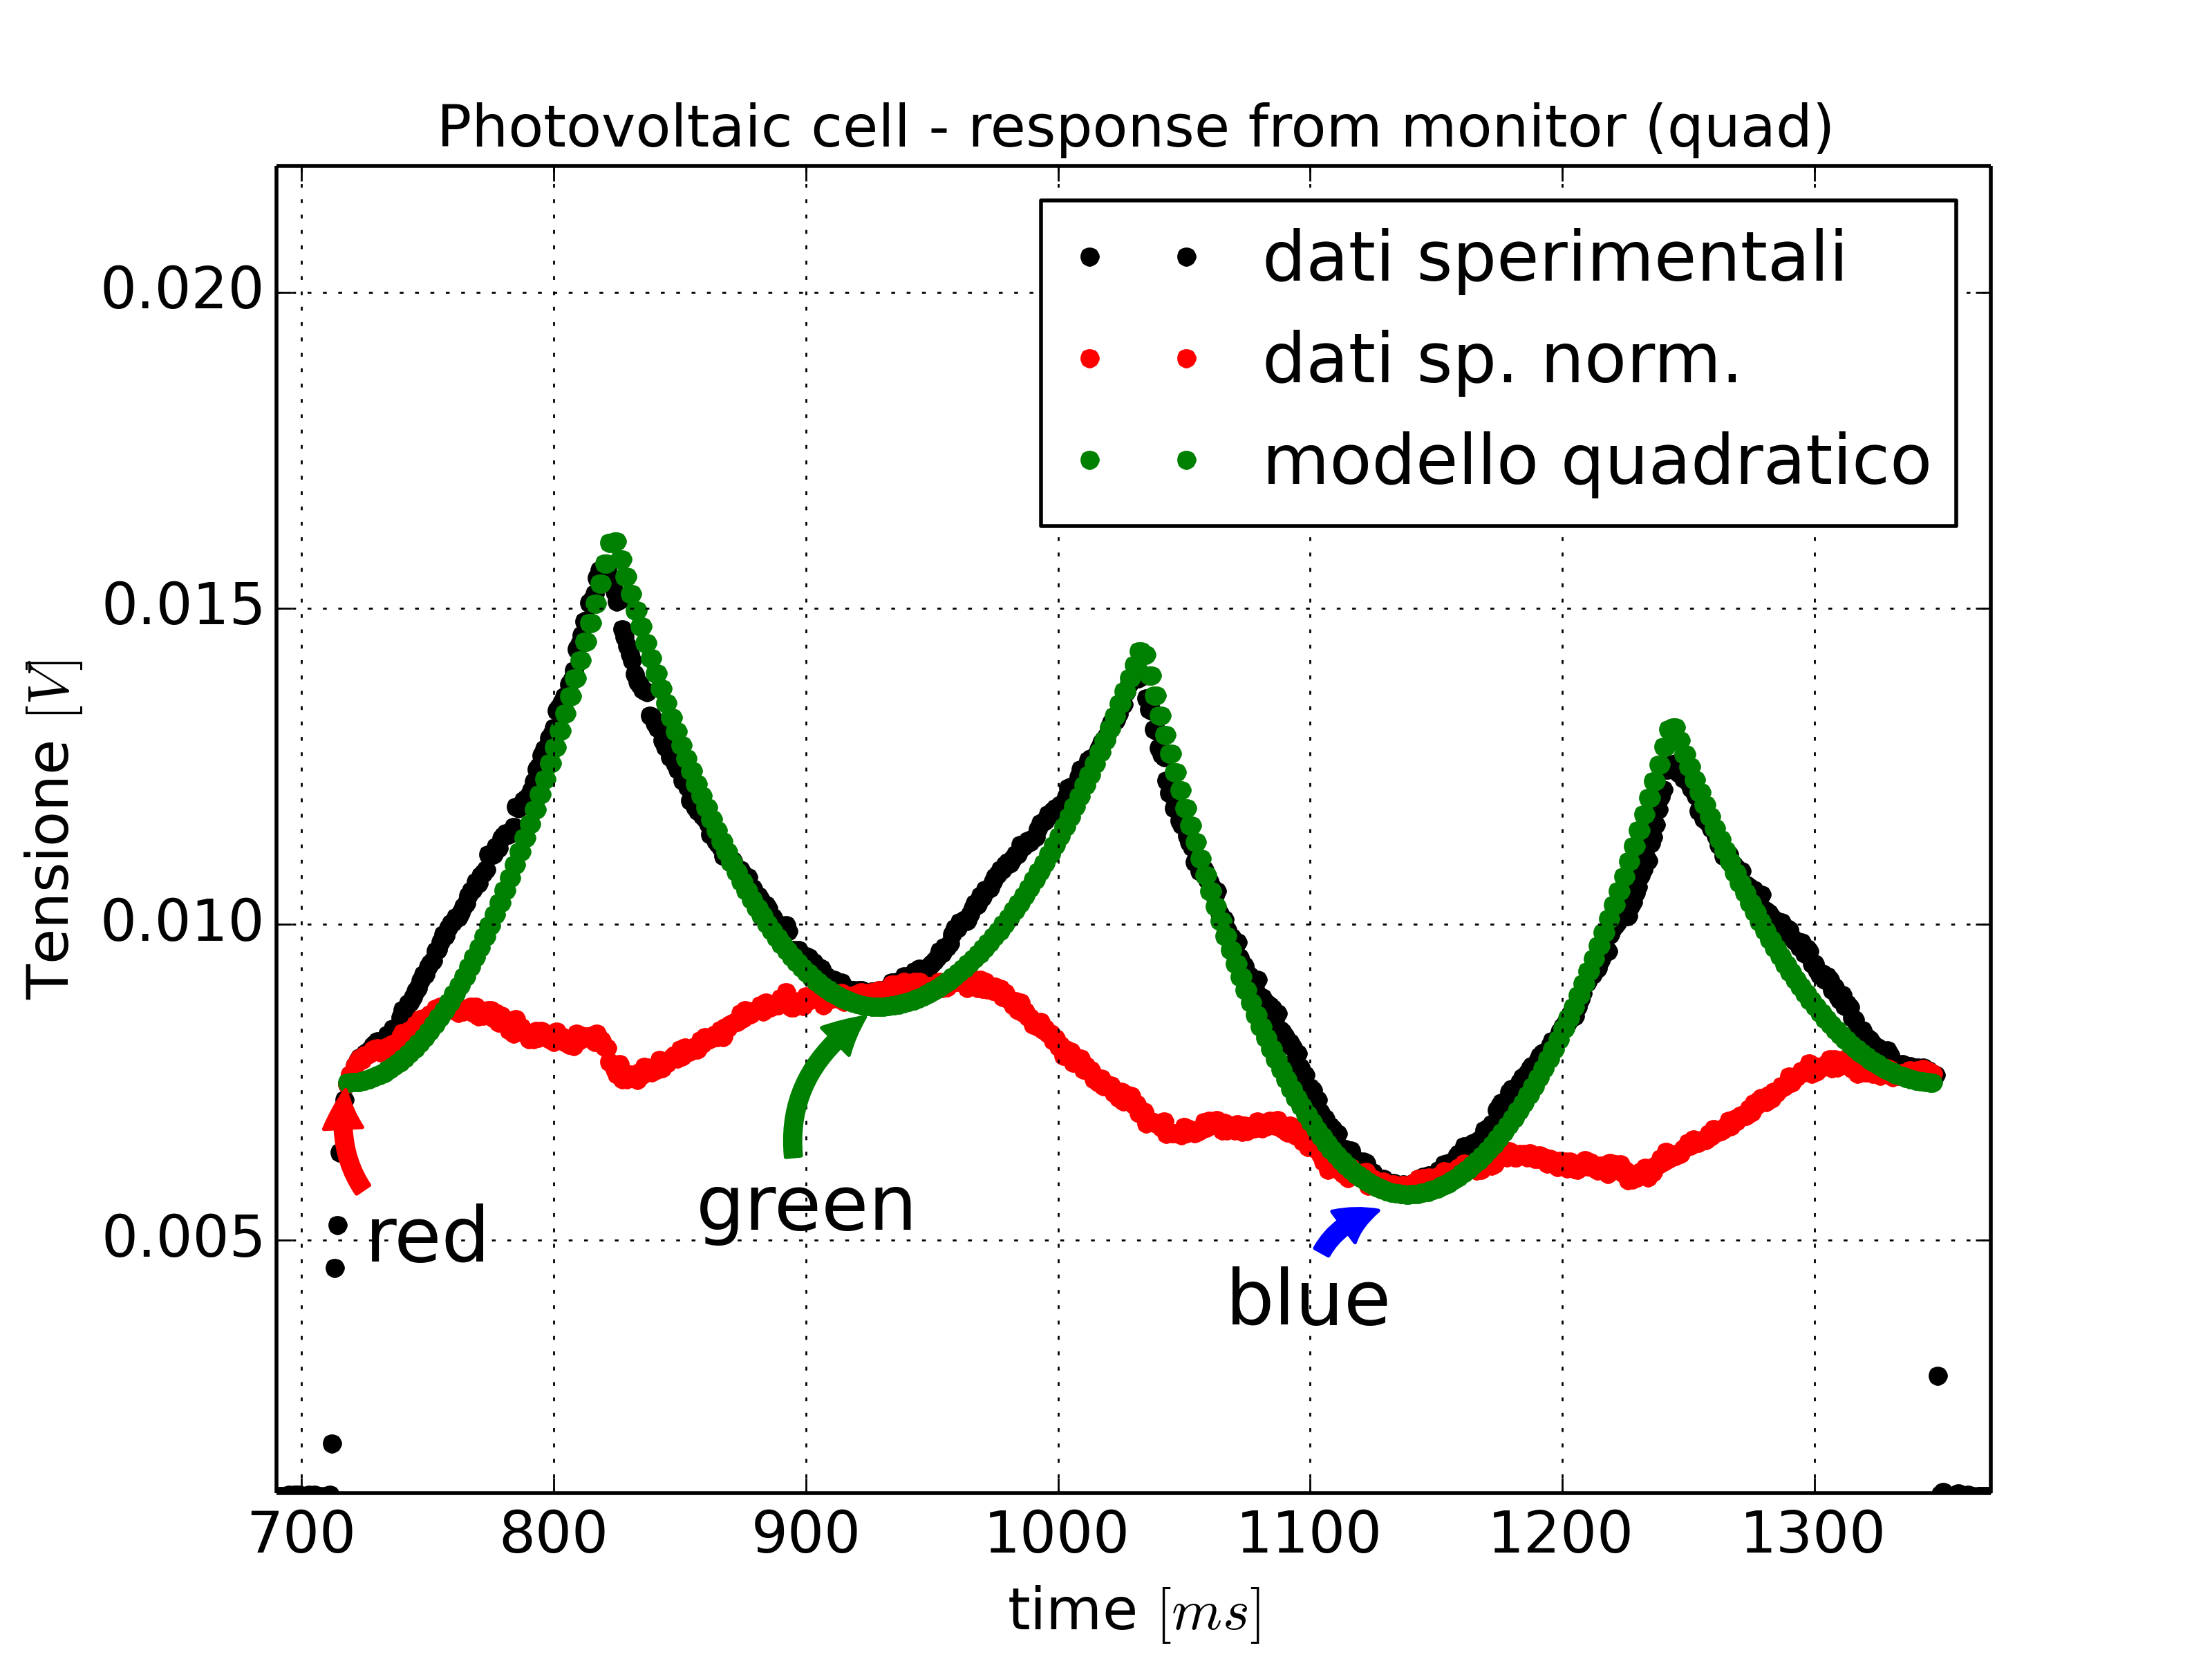 Photovoltaic cell - response from monitor (quad)
dati sperimentali
dati sp. norm.
modello quadratico
Tensione [V]
0.020
0.015
0.010
0.005
red
green
blue
700 800 900 1000 1100 1200 1300
time [ms]